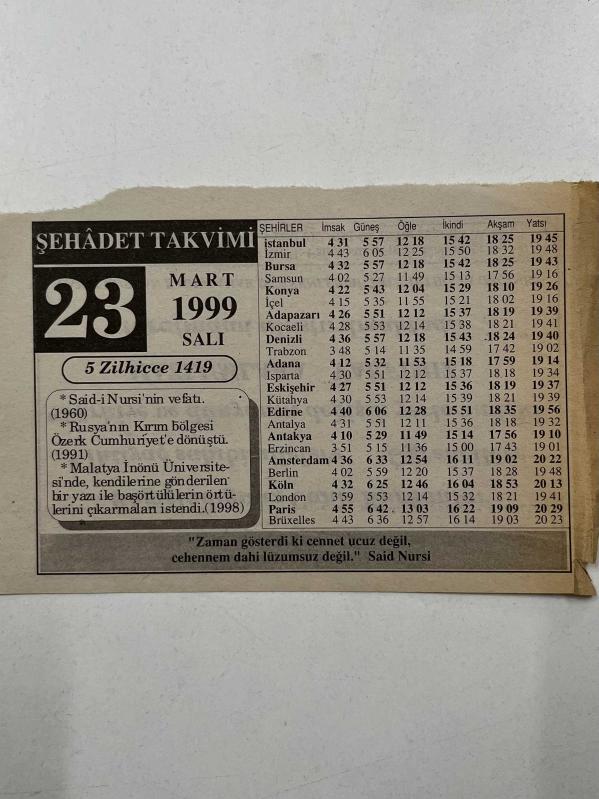 ŞEHÂDET TAKVİMİ
23
MART
1999
SALI
5 Zilhicce 1419
* Said-i Nursi'nin vefatı.
(1960)
* Rusya'nın Kırım bölgesi
Özerk Cumhuriyet'e dönüştü.
(1991)
* Malatya İnönü Üniversite-
si'nde, kendilerine gönderilen
bir yazı ile başörtülülerin örtü-
lerini çıkarmaları istendi.(1998)
ŞEHİRLER İmsak Güneş Öğle İkindi Akşam Yatsı
İstanbul 4 31 5 57 12 18 15 42 18 25 19 45
İzmir 4 43 6 05 12 25 15 50 18 32 19 48
Bursa 4 32 5 57 12 18 15 42 18 25 19 43
Samsun 4 02 5 27 11 49 15 13 17 56 19 16
Konya 4 22 5 43 12 04 15 29 18 10 19 26
İçel 4 15 5 35 11 55 15 21 18 02 19 16
Adapazarı 4 26 5 51 12 12 15 37 18 19 19 39
Kocaeli 4 28 5 53 12 14 15 38 18 21 19 41
Denizli 4 36 5 57 12 18 15 43 18 24 19 40
Trabzon 3 48 5 14 11 35 14 59 17 42 19 02
Adana 4 12 5 32 11 53 15 18 17 59 19 14
Isparta 4 30 5 51 12 12 15 37 18 18 19 34
Eskişehir 4 27 5 51 12 12 15 36 18 19 19 37
Kütahya 4 30 5 53 12 14 15 39 18 21 19 39
Edirne 4 40 6 06 12 28 15 51 18 35 19 56
Antalya 4 31 5 51 12 11 15 36 18 18 19 32
Antakya 4 10 5 29 11 49 15 14 17 56 19 10
Erzincan 3 51 5 15 11 36 15 00 17 43 19 01
Amsterdam 4 36 6 33 12 54 16 11 19 02 20 22
Berlin 4 02 5 59 12 20 15 37 18 28 19 48
Köln 4 32 6 25 12 46 16 04 18 53 20 13
London 3 59 5 53 12 14 15 32 18 21 19 41
Paris 4 55 6 42 13 03 16 22 19 09 20 29
Brüxelles 4 43 6 36 12 57 16 14 19 03 20 23
"Zaman gösterdi ki cennet ucuz değil,
cehennem dahi lüzumsuz değil." Said Nursi